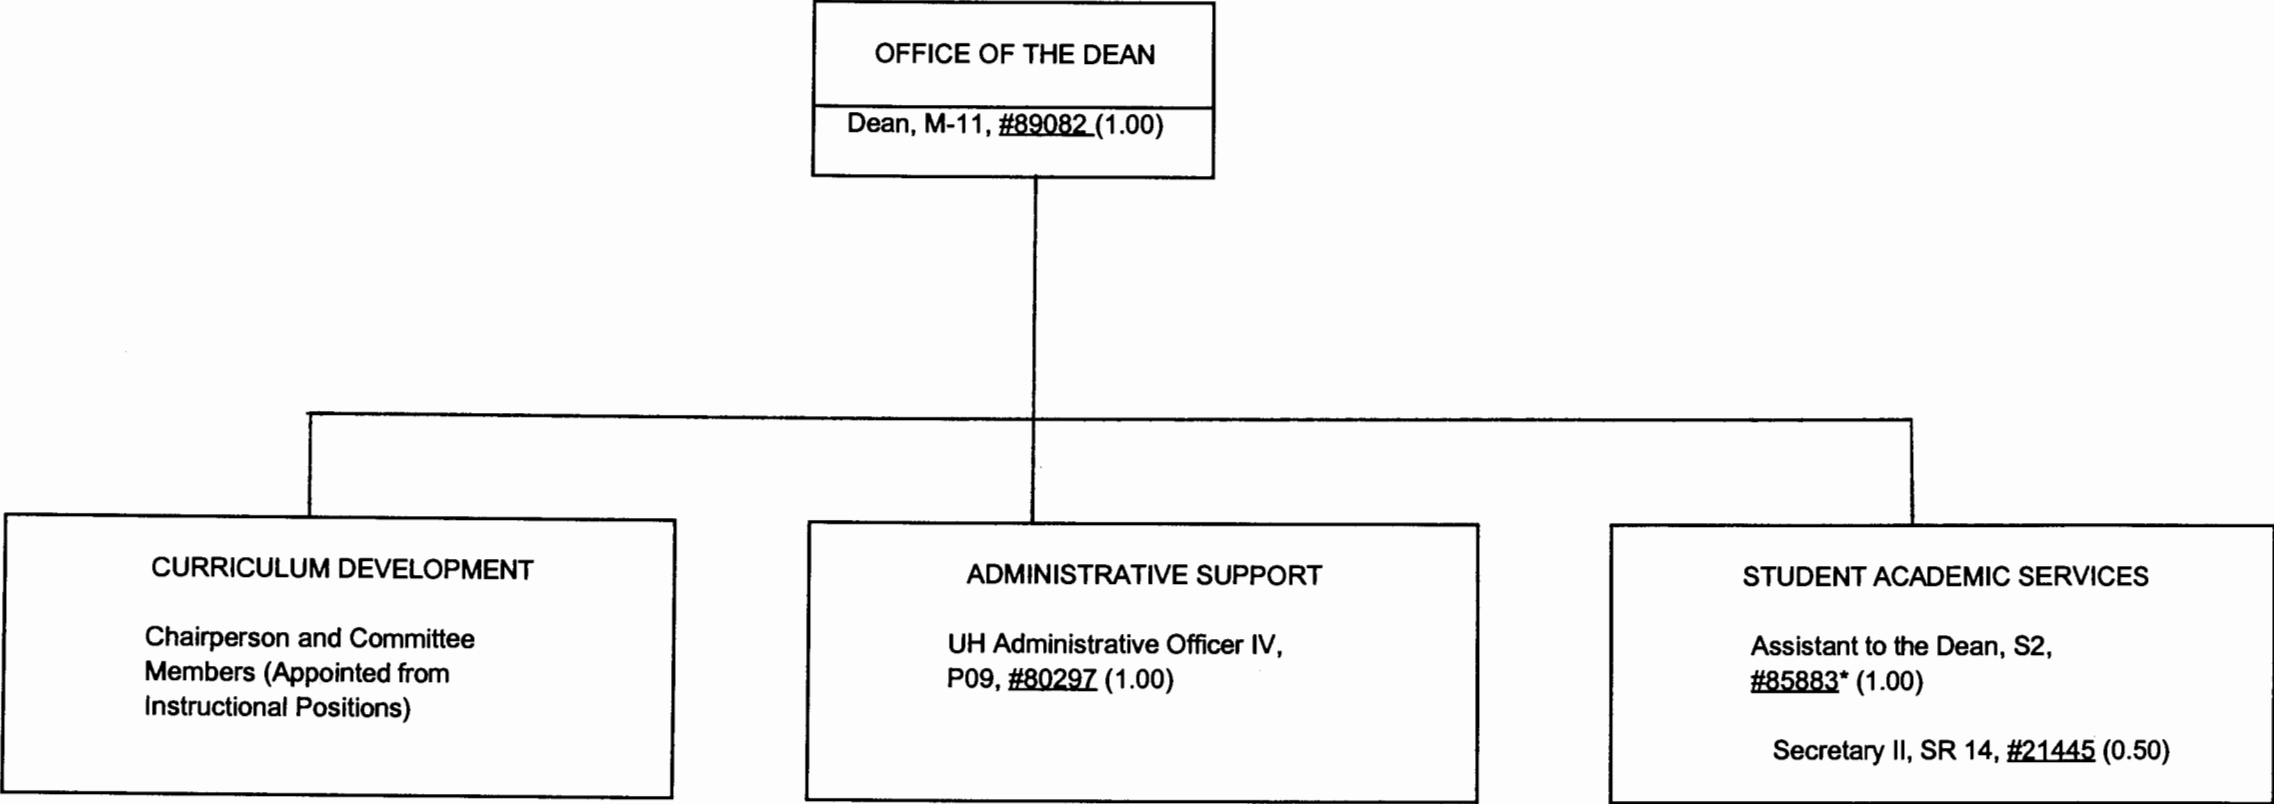 OFFICE OF THE DEAN
Dean, M-11, #89082 (1.00)
CURRICULUM DEVELOPMENT
Chairperson and Committee
Members (Appointed from
Instructional Positions)
ADMINISTRATIVE SUPPORT
UH Administrative Officer IV,
P09, #80297 (1.00)
STUDENT ACADEMIC SERVICES
Assistant to the Dean, S2,
#85883* (1.00)
Secretary II, SR 14, #21445 (0.50)